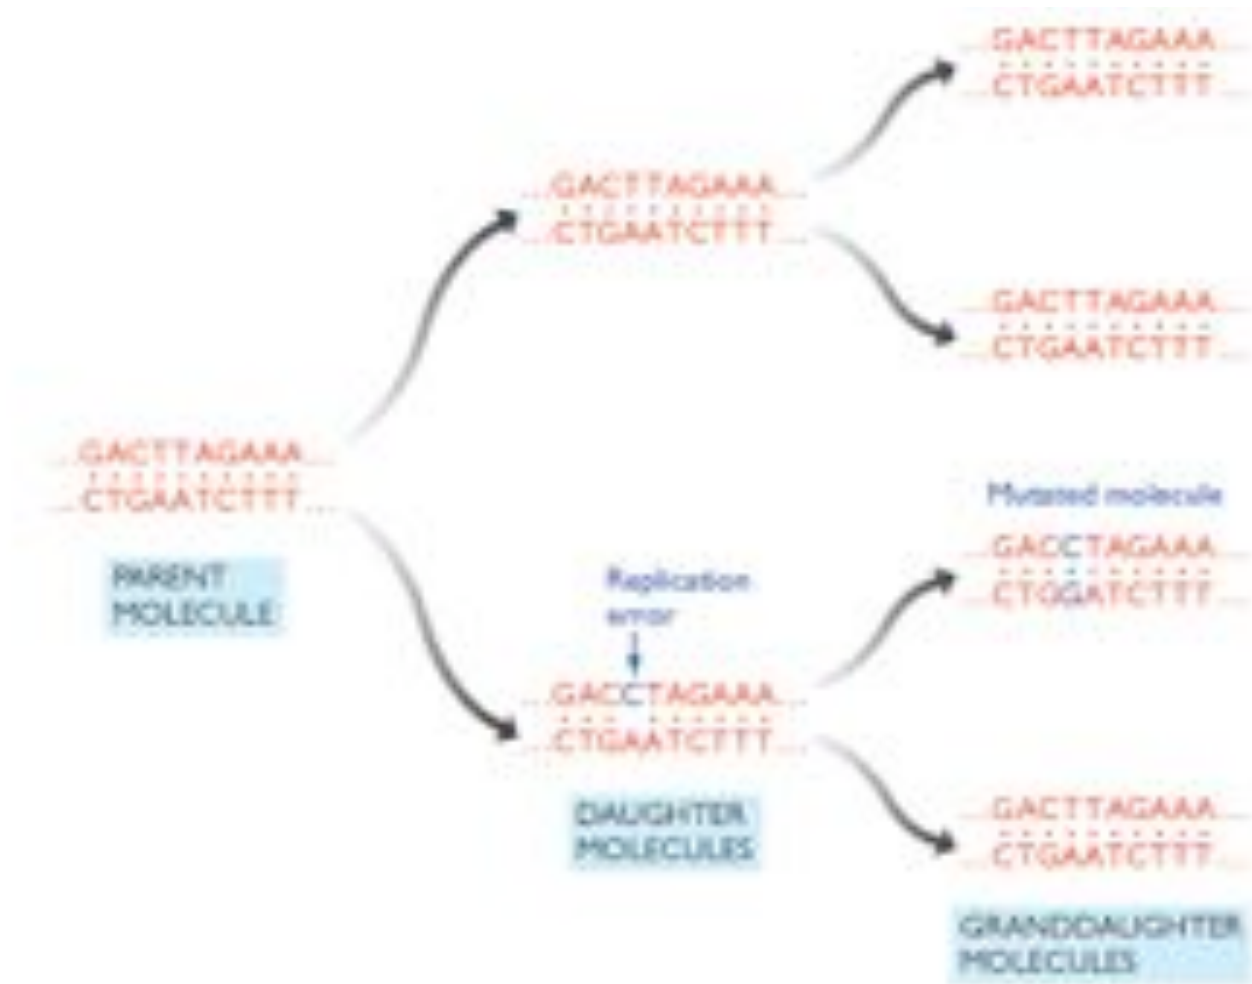 ...GACTTAGAAA...
...CTGAATCTTT...
PARENT
MOLECULE
...GACTTAGAAA...
...CTGAATCTTT...
Replication
error
...GACCTAGAAA...
...CTGAATCTTT...
DAUGHTER
MOLECULES
...GACTTAGAAA...
...CTGAATCTTT...
...GACTTAGAAA...
...CTGAATCTTT...
Mutated molecule
...GACCTAGAAA...
...CTGGATCTTT...
...GACTTAGAAA...
...CTGAATCTTT...
GRANDDAUGHTER
MOLECULES